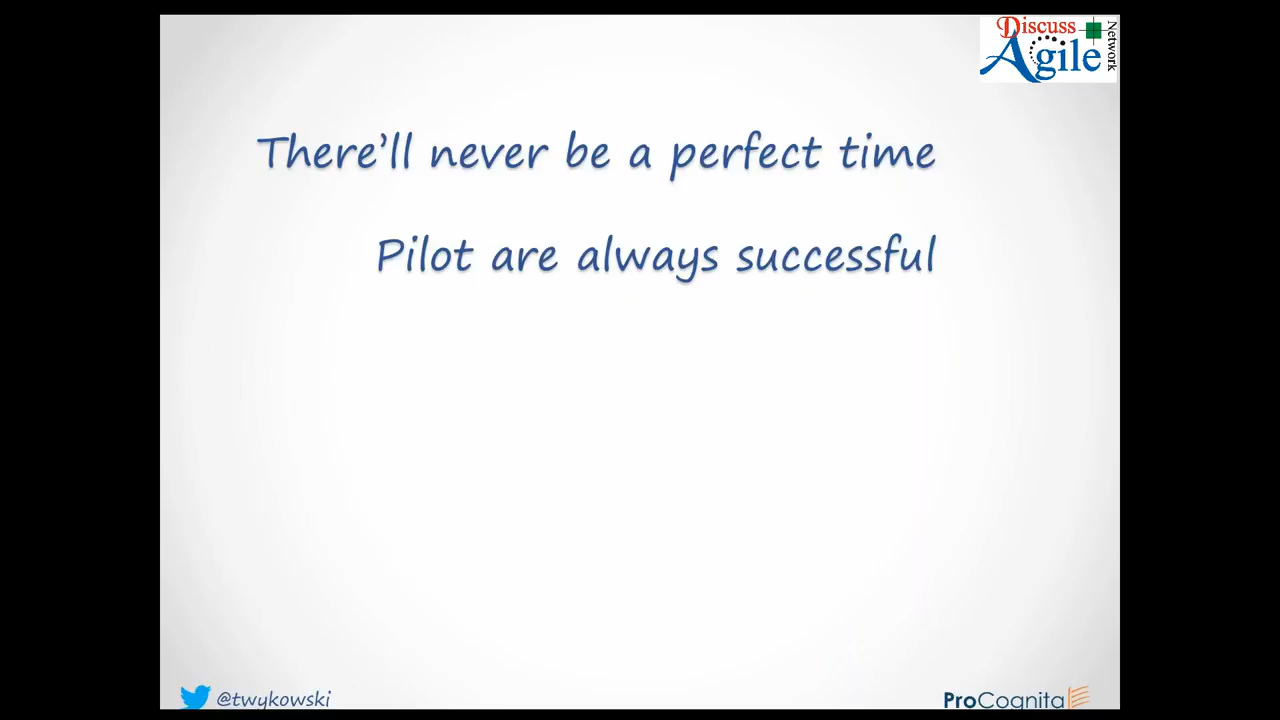 Discuss
Agile
Network
There'll never be a perfect time
Pilot are always successful
@twykowski
ProCognita